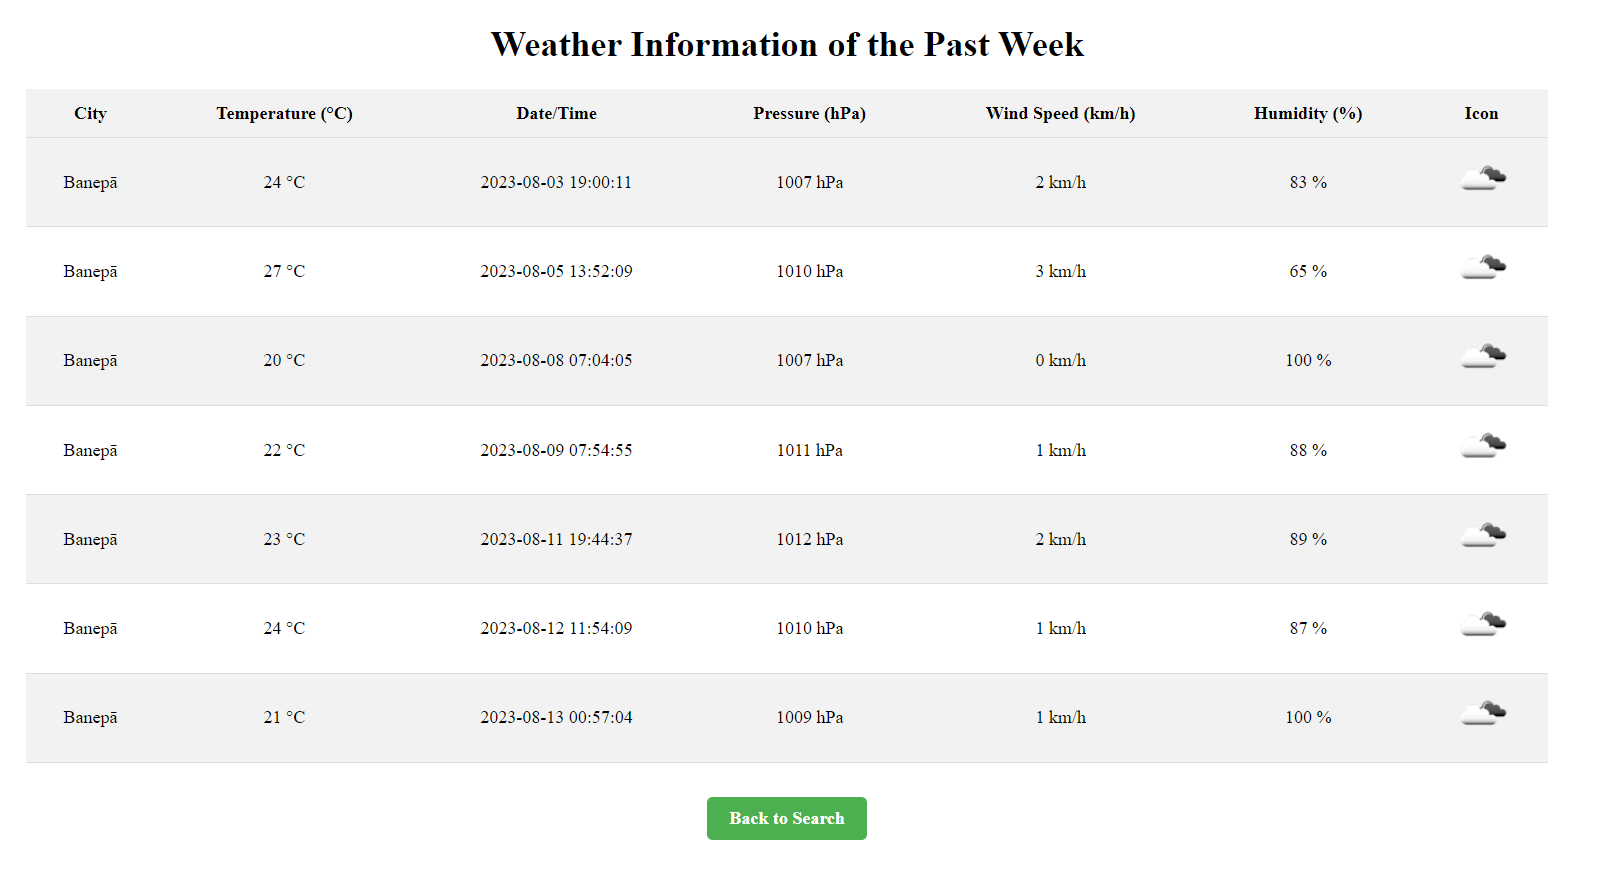 Weather Information of the Past Week
City Temperature (°C) Date/Time Pressure (hPa) Wind Speed (km/h) Humidity (%) Icon
Banepā 24 °C 2023-08-03 19:00:11 1007 hPa 2 km/h 83 %
Banepā 27 °C 2023-08-05 13:52:09 1010 hPa 3 km/h 65 %
Banepā 20 °C 2023-08-08 07:04:05 1007 hPa 0 km/h 100 %
Banepā 22 °C 2023-08-09 07:54:55 1011 hPa 1 km/h 88 %
Banepā 23 °C 2023-08-11 19:44:37 1012 hPa 2 km/h 89 %
Banepā 24 °C 2023-08-12 11:54:09 1010 hPa 1 km/h 87 %
Banepā 21 °C 2023-08-13 00:57:04 1009 hPa 1 km/h 100 %
Back to Search